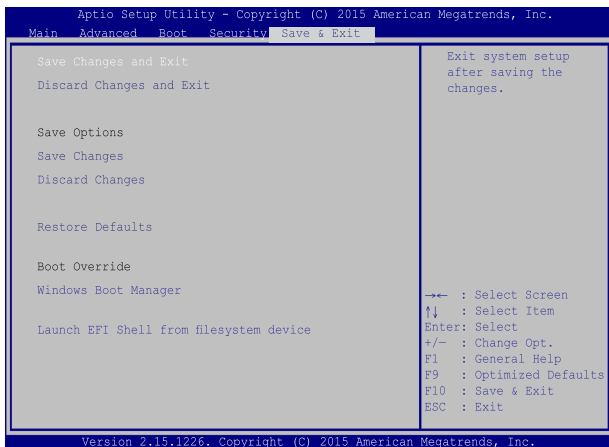 Aptio Setup Utility - Copyright (C) 2015 American Megatrends, Inc.
Main Advanced Boot Security Save & Exit
Save Changes and Exit
Discard Changes and Exit
Save Options
Save Changes
Discard Changes
Restore Defaults
Boot Override
Windows Boot Manager
Launch EFI Shell from filesystem device
Exit system setup
after saving the
changes.
→← : Select Screen
↑↓ : Select Item
Enter: Select
+/— : Change Opt.
F1 : General Help
F9 : Optimized Defaults
F10 : Save & Exit
ESC : Exit
Version 2.15.1226. Copyright (C) 2015 American Megatrends, Inc.